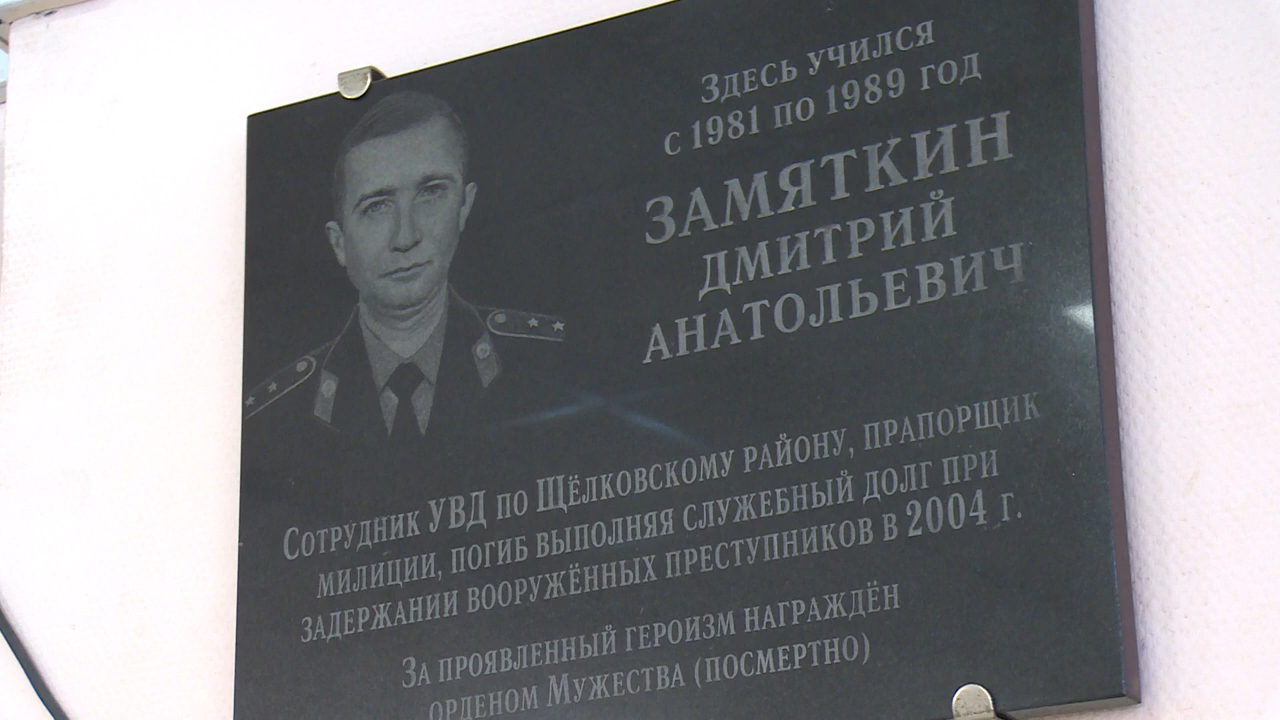 Здесь учился
с 1981 по 1989 год
ЗАМЯТКИН
ДМИТРИЙ
АНАТОЛЬЕВИЧ
Сотрудник УВД по Щёлковскому району, прапорщик
милиции, погиб выполняя служебный долг при
задержании вооружённых преступников в 2004 г.
За проявленный героизм награждён
орденом Мужества (посмертно)